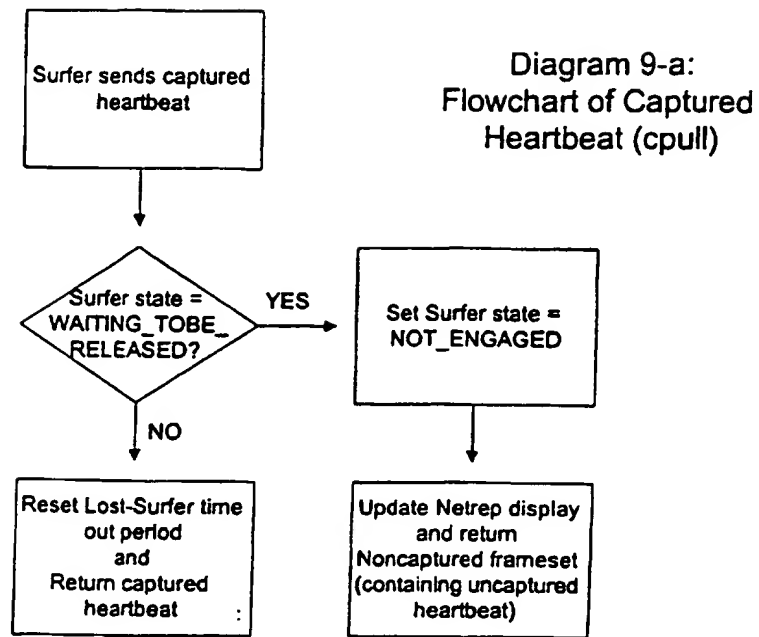 Surfer sends captured
heartbeat
Diagram 9-a:
Flowchart of Captured
Heartbeat (cpull)
Surfer state =
WAITING_TOBE_
RELEASED?
YES
Set Surfer state =
NOT_ENGAGED
NO
Reset Lost-Surfer time
out period
and
Return captured
heartbeat :
Update Netrep display
and return
Noncaptured frameset
(containing uncaptured
heartbeat)